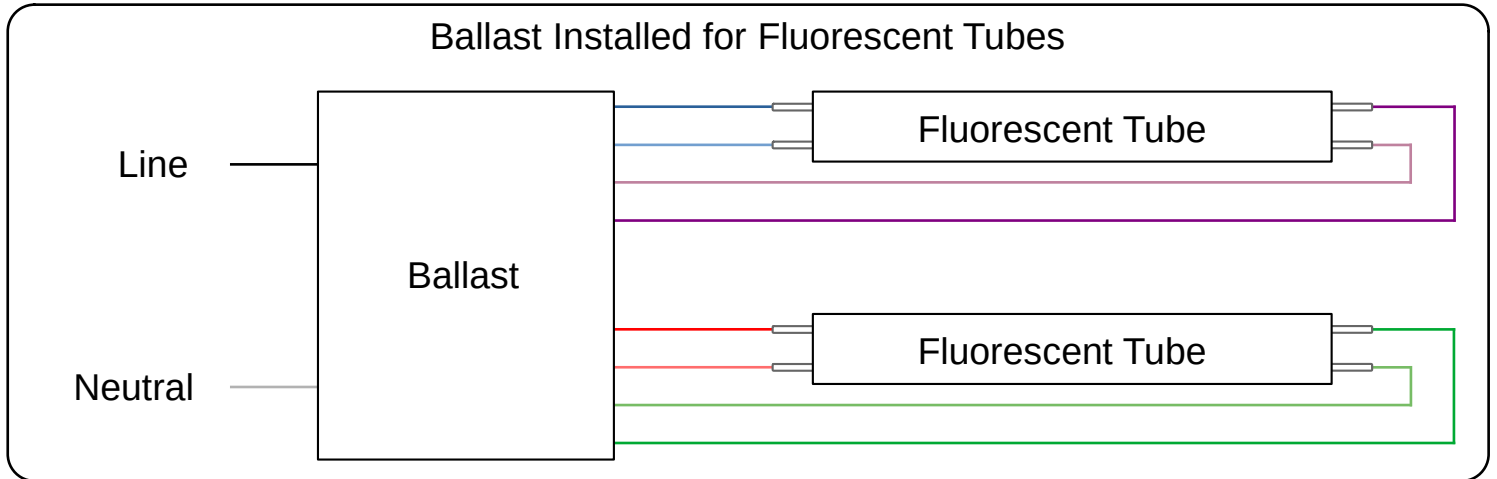 Ballast Installed for Fluorescent Tubes
Fluorescent Tube
Line
Ballast
Fluorescent Tube
Neutral